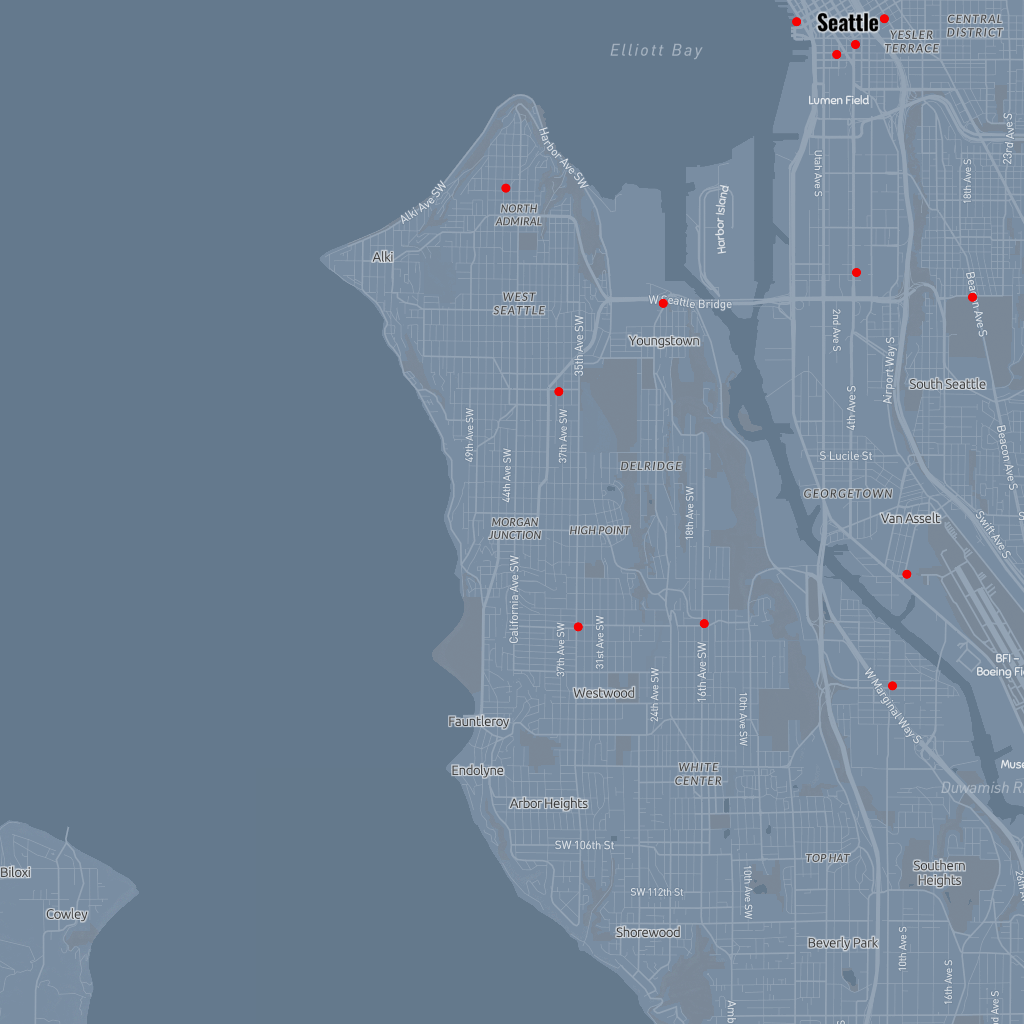 Seattle
CENTRAL
DISTRICT
YESLER
TERRACE
Elliott Bay
Lumen Field
Harbor Ave SW
23rd Ave S
Utah Ave S
18th Ave S
Alki Ave SW
Harbor Island
NORTH
ADMIRAL
Alki
WEST
SEATTLE
W Seattle Bridge
Beacon Ave S
35th Ave SW
2nd Ave S
Youngstown
Airport Way S
South Seattle
4th Ave S
49th Ave SW
37th Ave SW
Beacon Ave S
S Lucile St
44th Ave SW
DELRIDGE
GEORGETOWN
18th Ave SW
MORGAN
JUNCTION
HIGH POINT
Van Asselt
Swift Ave S
California Ave SW
37th Ave SW
31st Ave SW
16th Ave SW
BFI –
Boeing Fi
Westwood
24th Ave SW
10th Ave SW
W Marginal Way S
Fauntleroy
Endolyne
WHITE
CENTER
Muse
Duwamish Ri
Arbor Heights
SW 106th St
TOP HAT
Southern
Heights
Biloxi
26th A
SW 112th St
10th Ave SW
Cowley
Shorewood
Beverly Park
10th Ave S
16th Ave S
nd Ave S
Amb